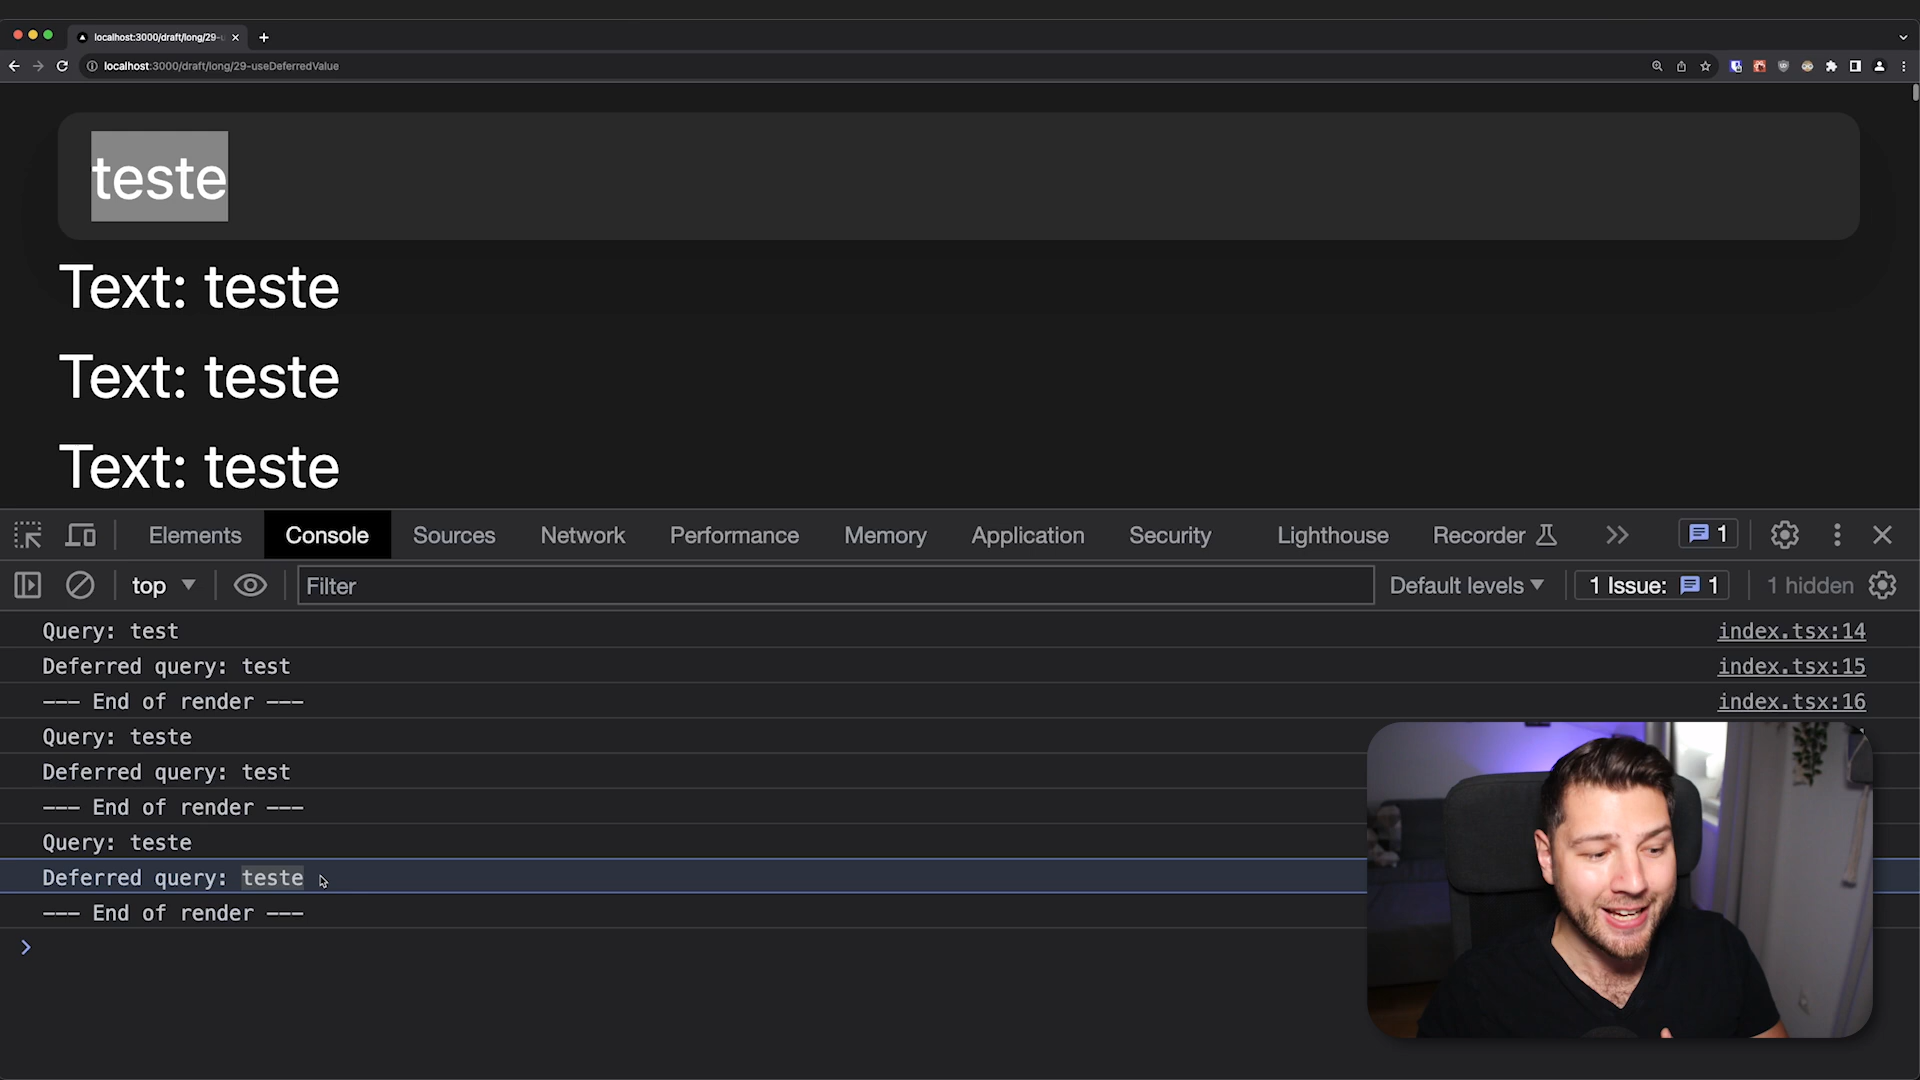 localhost:3000/draft/long/29-
localhost:3000/draft/long/29-useDeferredValue
teste
Text: teste
Text: teste
Text: teste
Elements Console Sources Network Performance Memory Application Security Lighthouse Recorder 1
top Filter Default levels 1 Issue: 1 1 hidden
Query: test index.tsx:14
Deferred query: test index.tsx:15
--- End of render --- index.tsx:16
Query: teste
Deferred query: test
--- End of render ---
Query: teste
Deferred query: teste
--- End of render ---